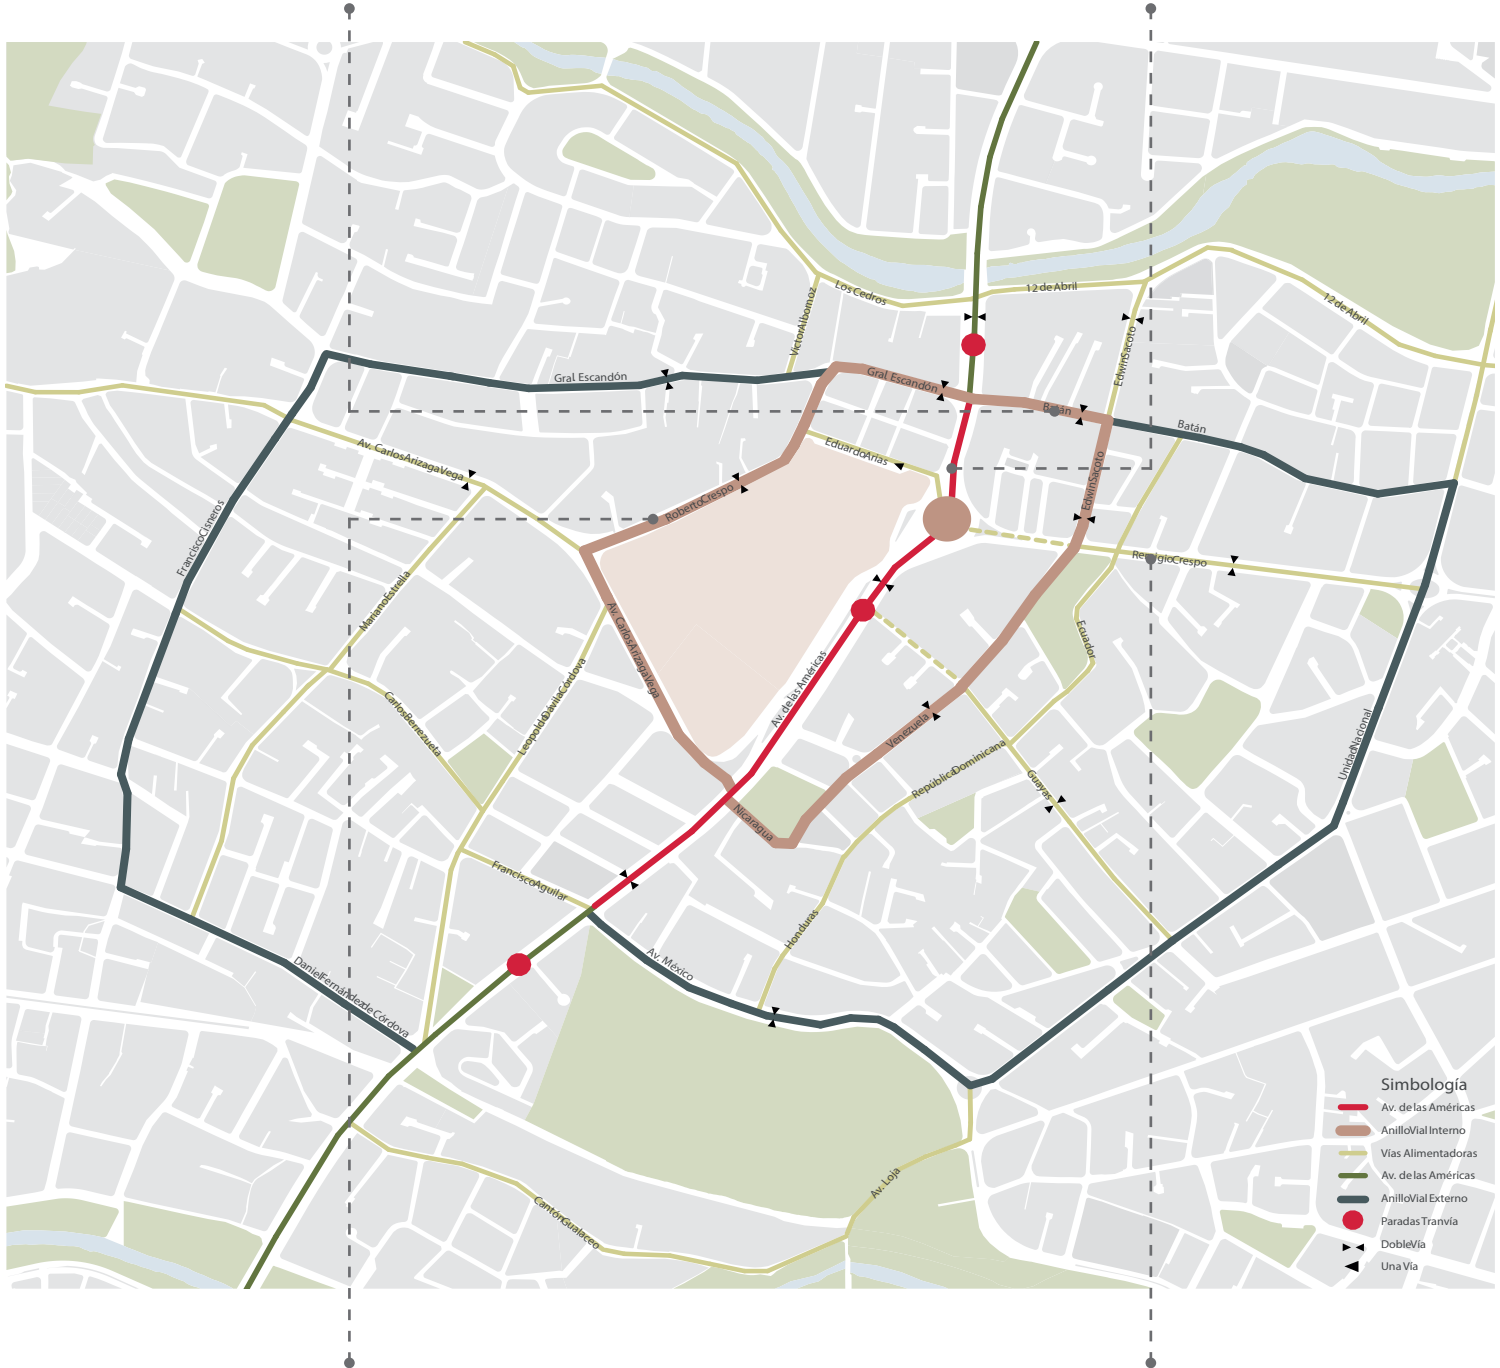 Los Cedros
12 de Abril
12 de Abril
Victor Albornoz
Edwin Sacoto
Gral Escandón
Gral Escandón
Batán
Batán
Eduardo Arias
Av. Carlos Arizaga Vega
Roberto Crespo
Edwin Sacoto
Francisco Cisneros
Remigio Crespo
Mariano Estrella
Av. Carlos Arizaga Vega
Ecuador
Leopoldo Dávila Córdova
Av. de las Américas
Carlos Berrezueta
Venezuela
República Dominicana
Unidad Nacional
Guayas
Nicaragua
Francisco Aguilar
Honduras
Av. México
Daniel Fernández de Córdova
Av. Loja
Cantón Gualaceo
Simbología
Av. de las Américas
Anillo Vial Interno
Vías Alimentadoras
Av. de las Américas
Anillo Vial Externo
Paradas Tranvía
Doble Vía
Una Vía